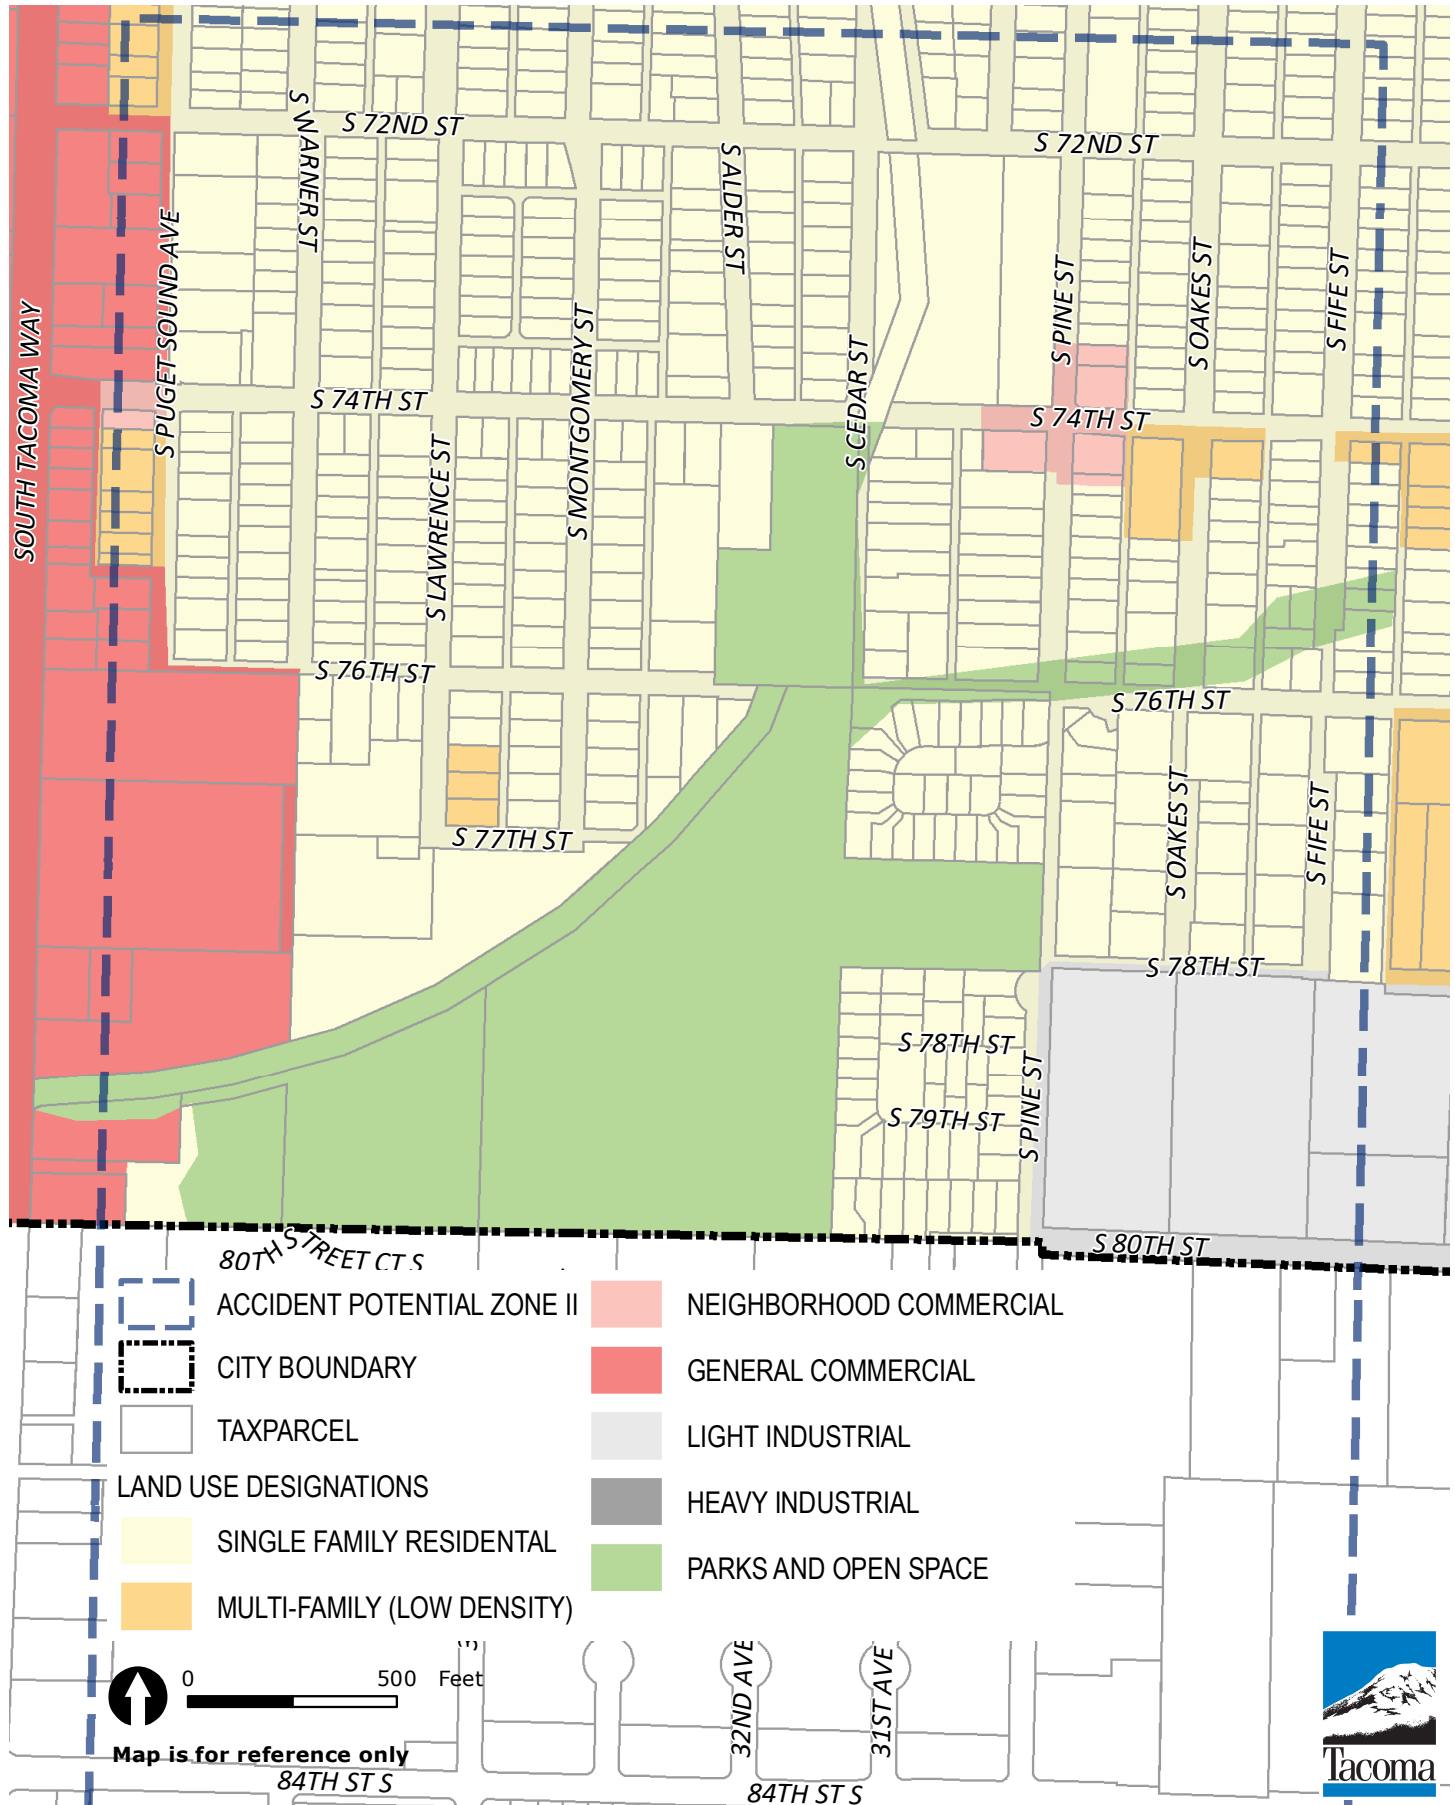 S WARNER ST
S 72ND ST
S ALDER ST
S 72ND ST
S PUGET SOUND AVE
SOUTH TACOMA WAY
S MONTGOMERY ST
S CEDAR ST
S PINE ST
S OAKES ST
S FIFE ST
S 74TH ST
S 74TH ST
S LAWRENCE ST
S 76TH ST
S 76TH ST
S 77TH ST
S OAKES ST
S FIFE ST
S 78TH ST
S 78TH ST
S 79TH ST
S PINE ST
S 80TH ST
80TH STREET CT S
ACCIDENT POTENTIAL ZONE II
CITY BOUNDARY
TAXPARCEL
LAND USE DESIGNATIONS
SINGLE FAMILY RESIDENTAL
MULTI-FAMILY (LOW DENSITY)
NEIGHBORHOOD COMMERCIAL
GENERAL COMMERCIAL
LIGHT INDUSTRIAL
HEAVY INDUSTRIAL
PARKS AND OPEN SPACE
0 500 Feet
Map is for reference only
32ND AVE
31ST AVE
84TH ST S
84TH ST S
Tacoma